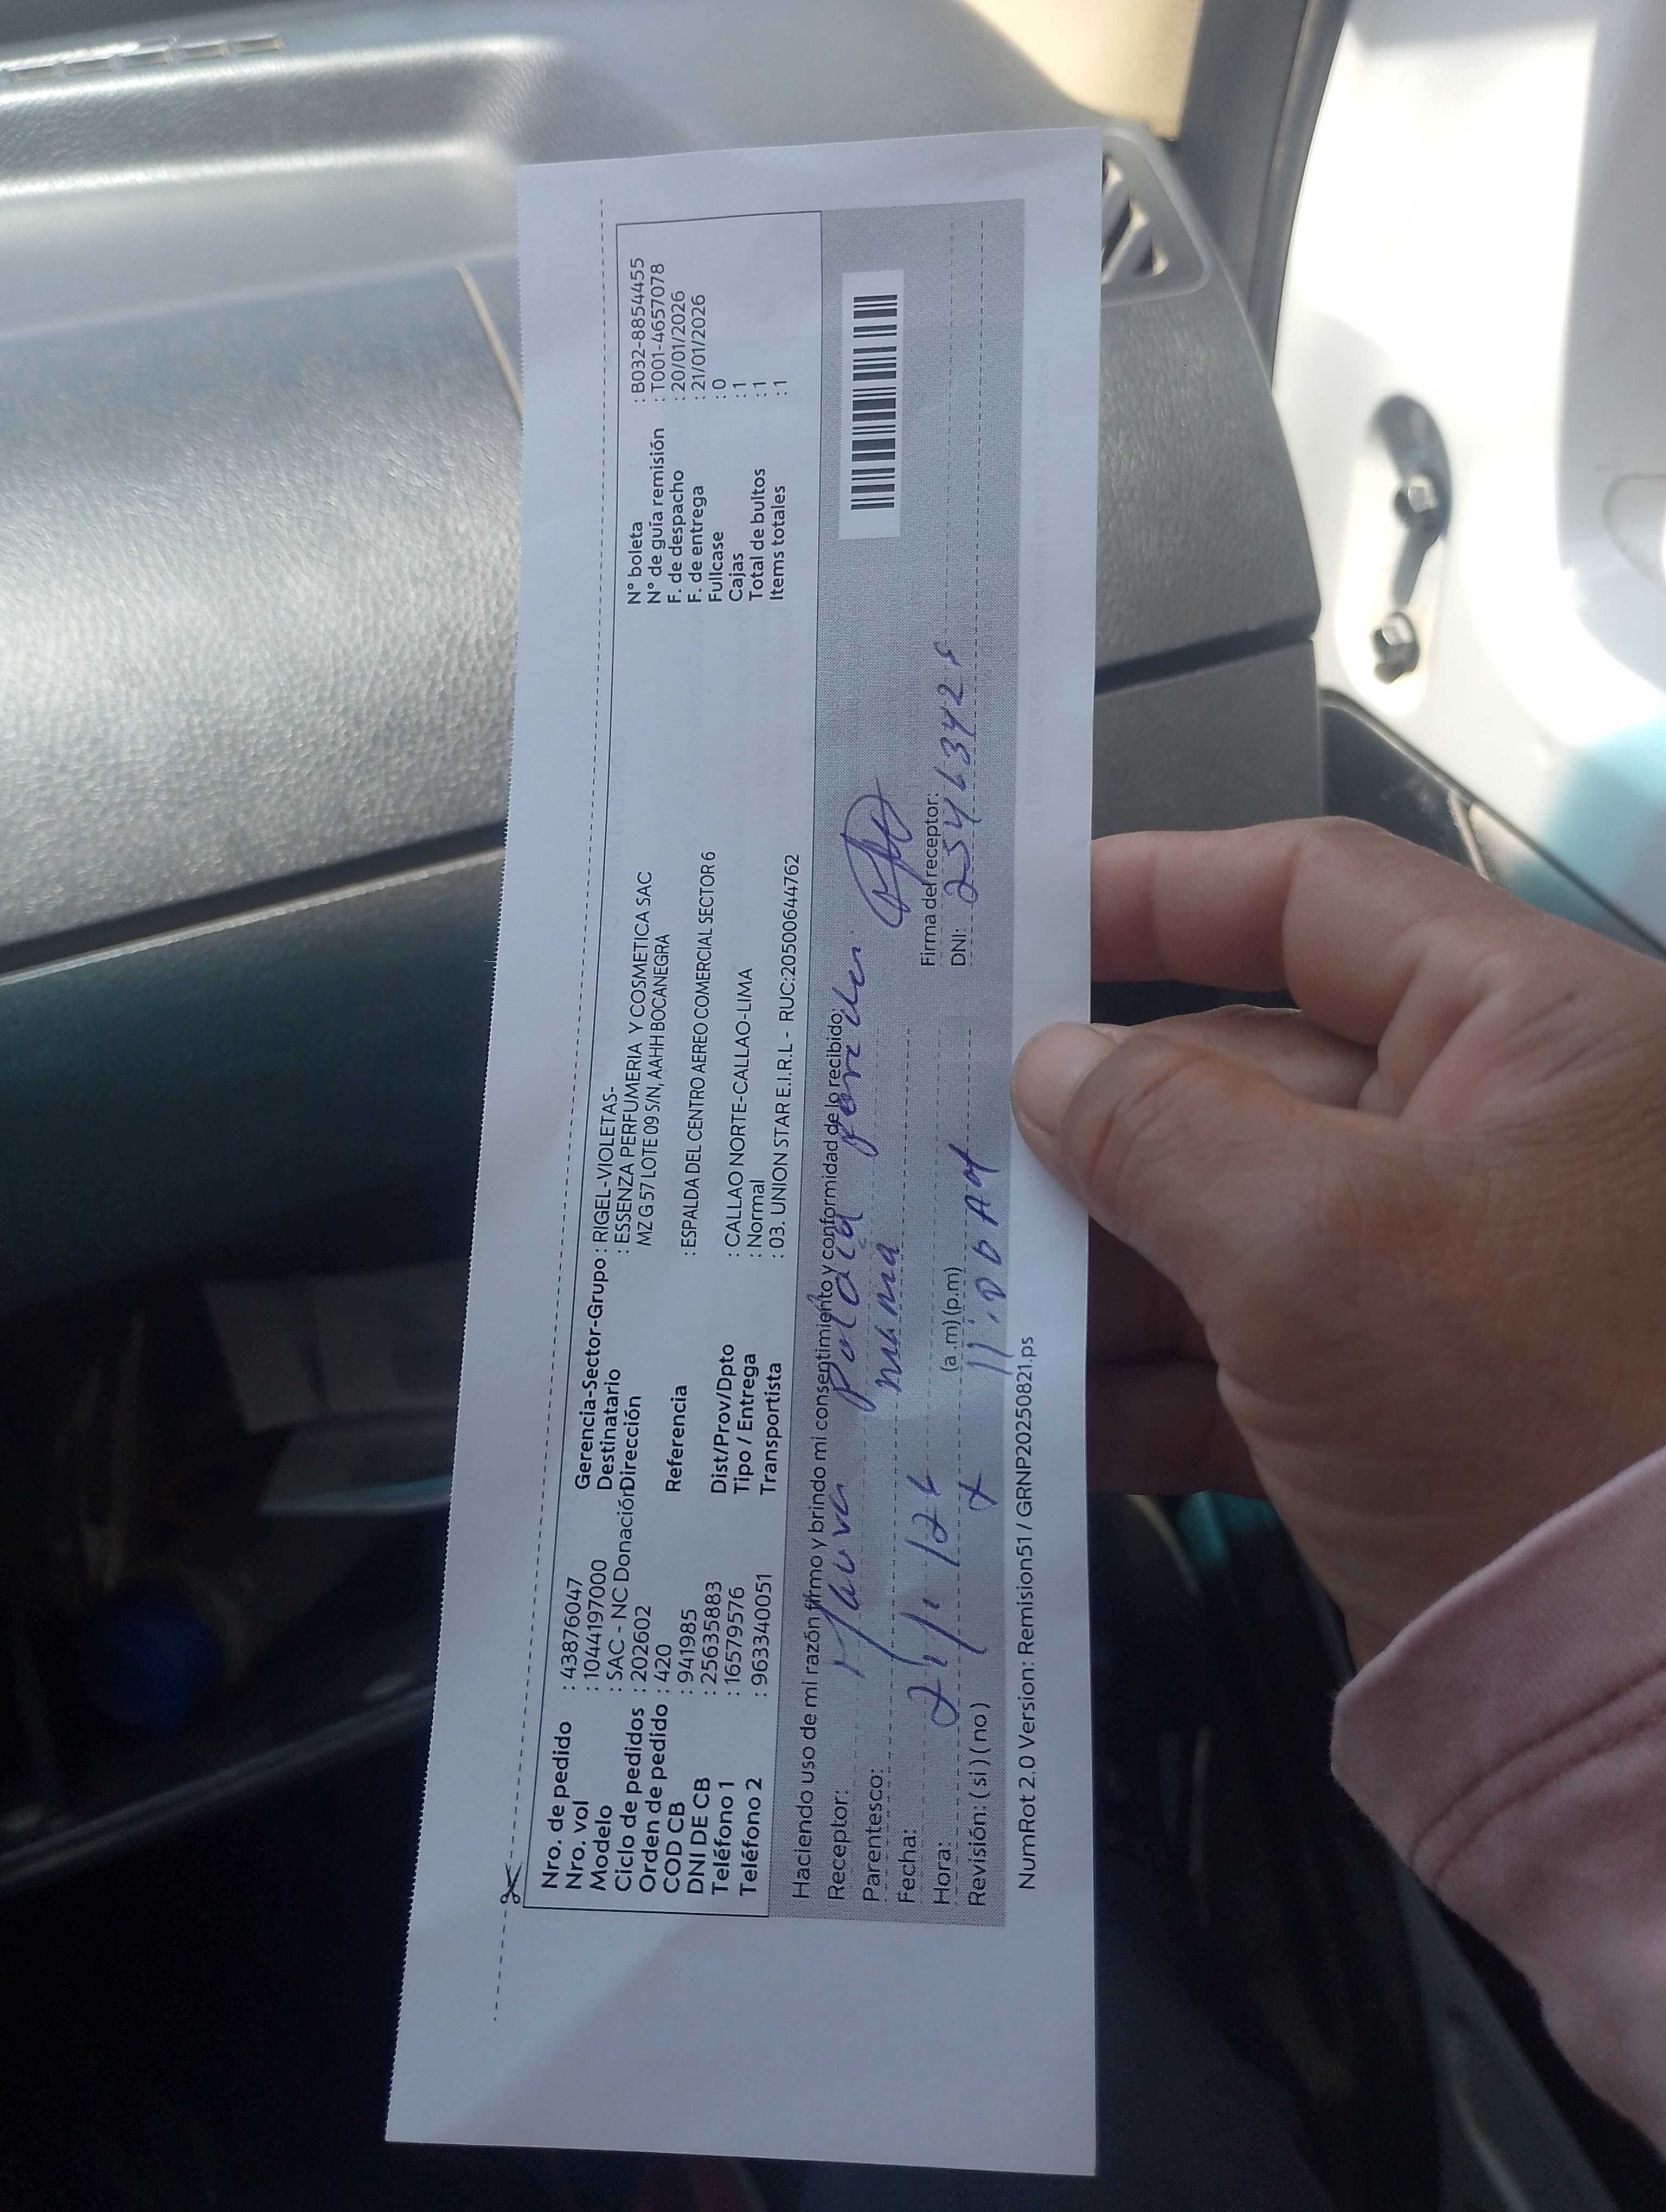 Nro. de pedido : 43876047
Nro. vol : 1044197000
Modelo : SAC - NC Donación
Ciclo de pedidos : 202602
Orden de pedido : 420
COD CB : 941985
DNI DE CB : 25635883
Teléfono 1 : 16579576
Teléfono 2 : 963340051
Gerencia-Sector-Grupo : RIGEL-VIOLETAS-
Destinatario : ESSENZA PERFUMERIA Y COSMETICA SAC
Dirección MZ G 57 LOTE 09 S/N, AAHH BOCANEGRA
Referencia : ESPALDA DEL CENTRO AEREO COMERCIAL SECTOR 6
Dist/Prov/Dpto : CALLAO NORTE-CALLAO-LIMA
Tipo / Entrega : Normal
Transportista : 03. UNION STAR E.I.R.L - RUC:20500644762
N° boleta : B032-8854455
N° de guía remisión : T001-4657078
F. de despacho : 20/01/2026
F. de entrega : 21/01/2026
Fullcase : 0
Cajas : 1
Total de bultos : 1
Items totales : 1
Haciendo uso de mi razón firmo y brindo mi consentimiento y conformidad de lo recibido:
Receptor:
Parentesco:
Fecha:
Hora: (a.m) (p.m)
Revisión: ( si ) ( no )
Firma del receptor:
DNI:
NumRot 2.0 Version: Remision51 / GRNP20250821.ps